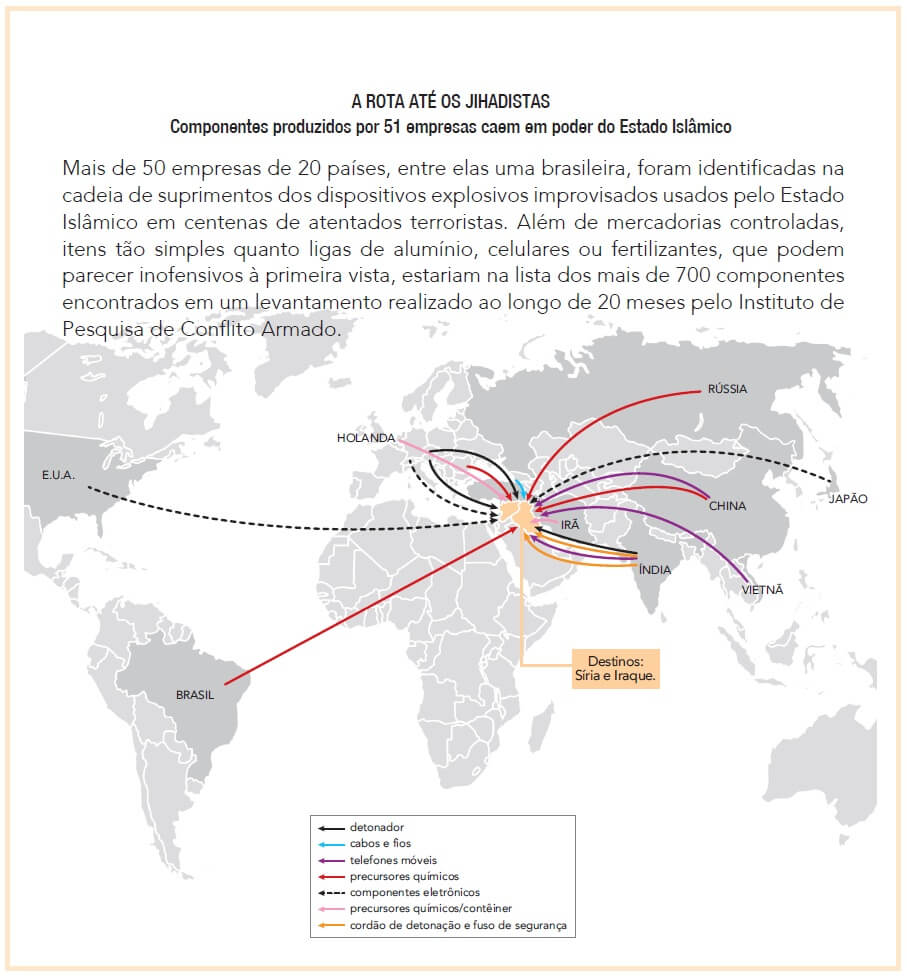 A ROTA ATÉ OS JIHADISTAS
Componentes produzidos por 51 empresas caem em poder do Estado Islâmico
Mais de 50 empresas de 20 países, entre elas uma brasileira, foram identificadas na
cadeia de suprimentos dos dispositivos explosivos improvisados usados pelo Estado
Islâmico em centenas de atentados terroristas. Além de mercadorias controladas,
itens tão simples quanto ligas de alumínio, celulares ou fertilizantes, que podem
parecer inofensivos à primeira vista, estariam na lista dos mais de 700 componentes
encontrados em um levantamento realizado ao longo de 20 meses pelo Instituto de
Pesquisa de Conflito Armado.
RÚSSIA
HOLANDA
E.U.A.
JAPÃO
CHINA
IRÃ
ÍNDIA
VIETNÃ
Destinos:
Síria e Iraque.
BRASIL
detonador
cabos e fios
telefones móveis
precursores químicos
componentes eletrônicos
precursores químicos/contêiner
cordão de detonação e fuso de segurança